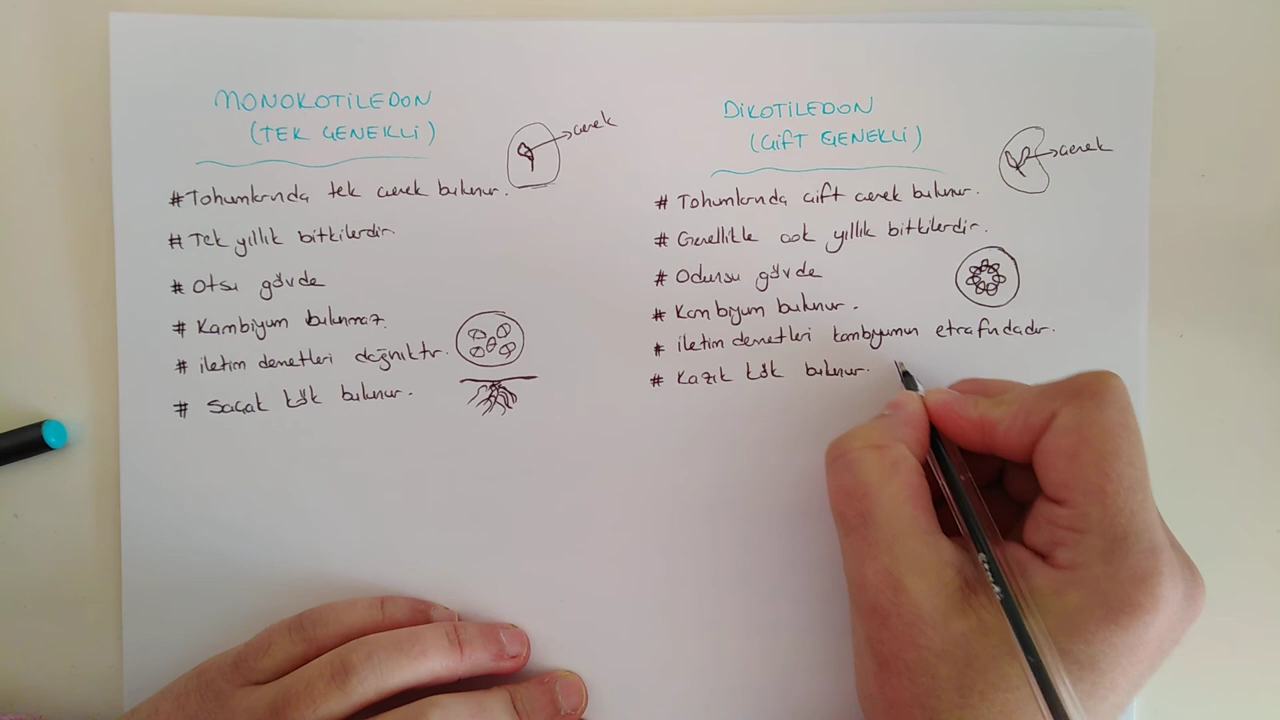 MONOKOTİLEDON
(TEK ÇENEKLİ)
çenek
# Tohumlarında tek çenek bulunur.
# Tek yıllık bitkilerdir.
# Otsu gövde
# Kambiyum bulunmaz.
# iletim demetleri dağınıktır.
# Saçak kök bulunur.
DİKOTİLEDON
(ÇİFT ÇENEKLİ)
çenek
# Tohumlarında çift çenek bulunur.
# Genellikle çok yıllık bitkilerdir.
# Odunsu gövde
# Kambiyum bulunur.
# iletim demetleri kambiyumun etrafındadır.
# Kazık kök bulunur.